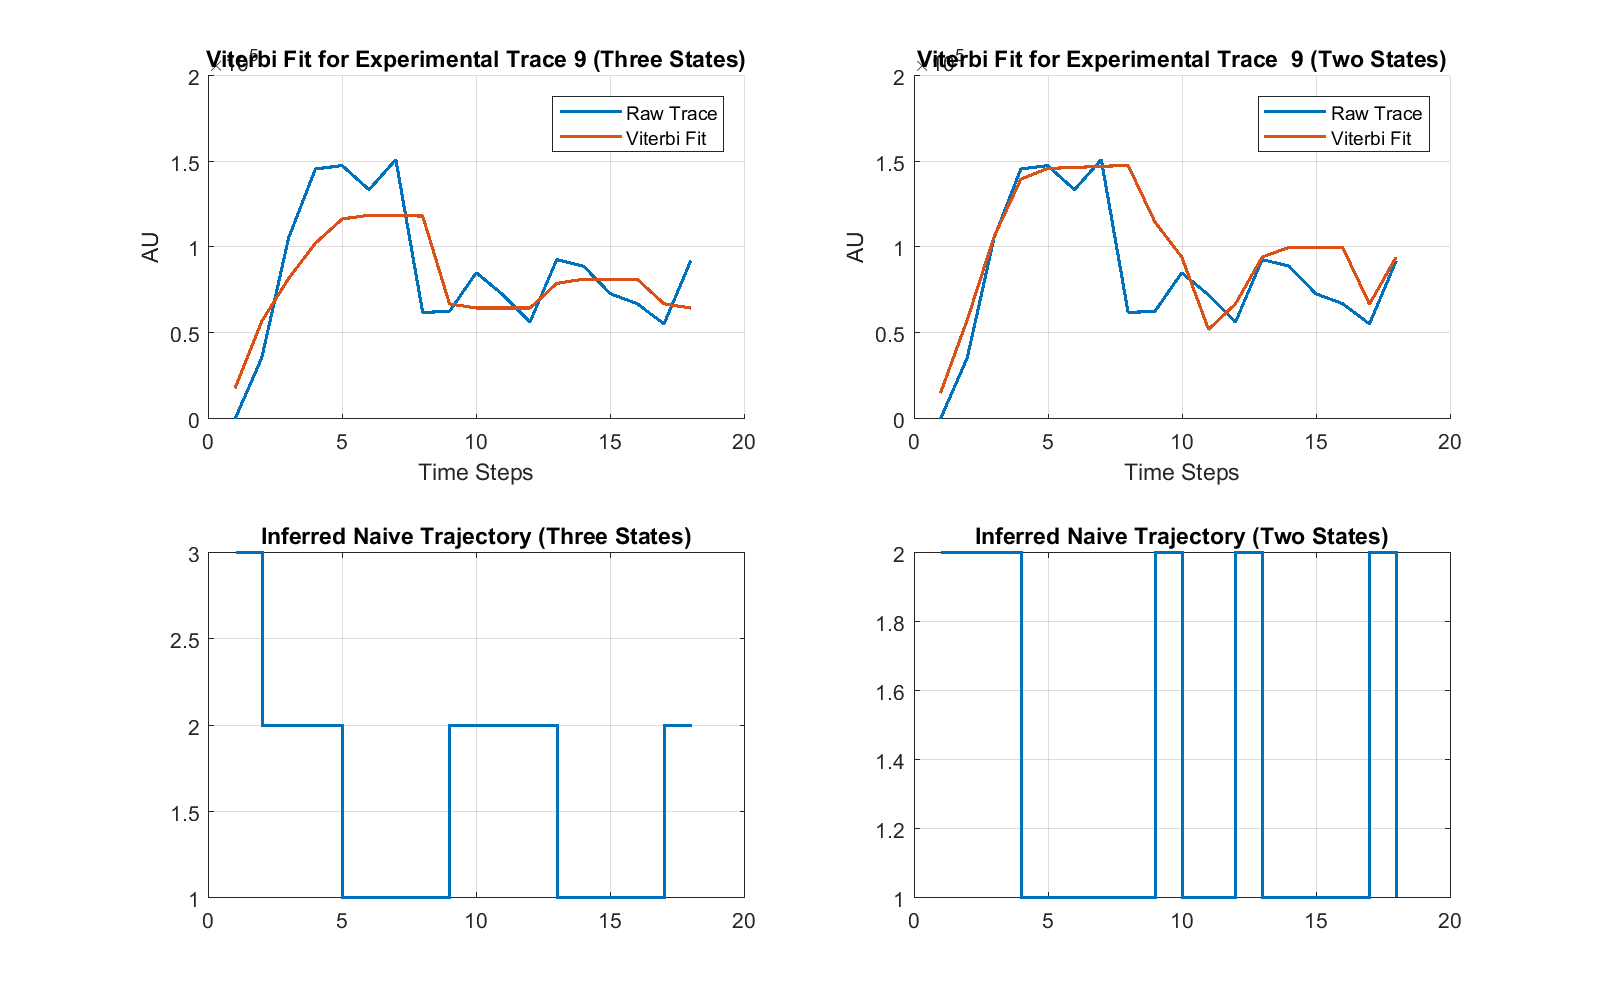 Viterbi Fit for Experimental Trace 9 (Three States)
×10^5
2
1.5
1
0.5
0
AU
Raw Trace
Viterbi Fit
0 5 10 15 20
Time Steps
Viterbi Fit for Experimental Trace  9 (Two States)
×10^5
2
1.5
1
0.5
0
AU
Raw Trace
Viterbi Fit
0 5 10 15 20
Time Steps
Inferred Naive Trajectory (Three States)
3
2.5
2
1.5
1
0 5 10 15 20
Inferred Naive Trajectory (Two States)
2
1.8
1.6
1.4
1.2
1
0 5 10 15 20